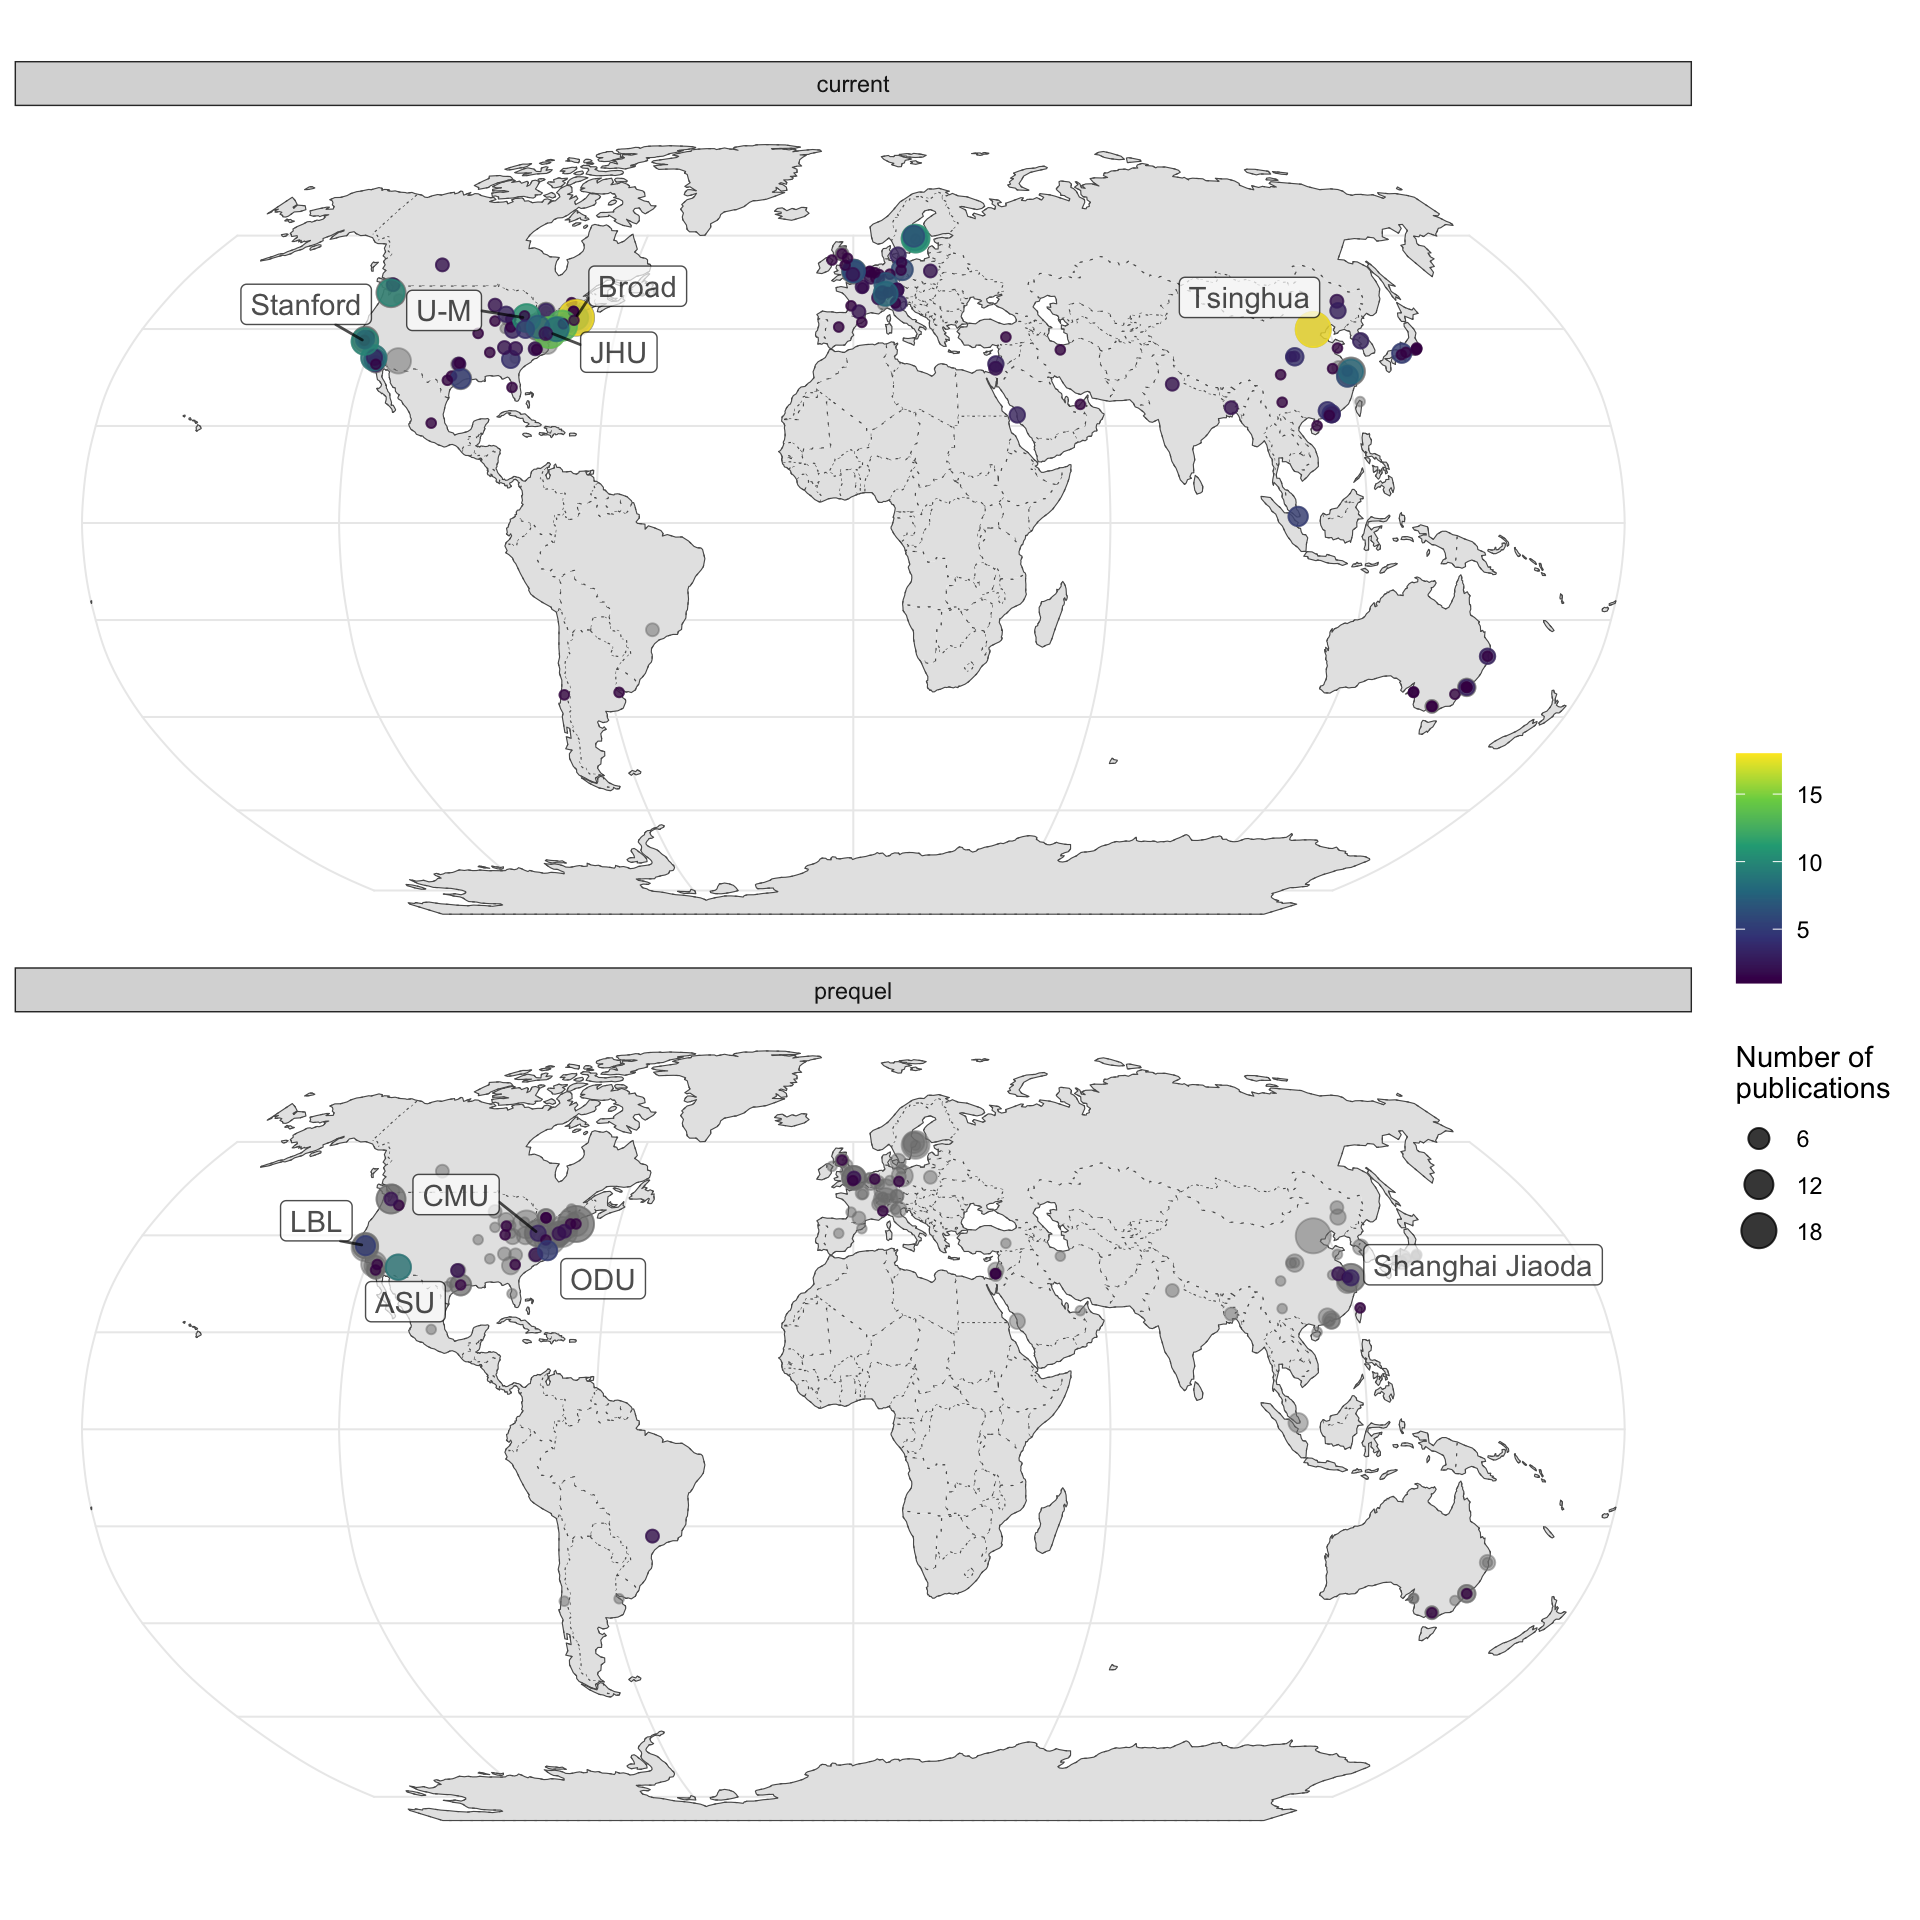 current
Broad
Stanford
U-M
Tsinghua
JHU
15
10
5
prequel
Number of
publications
6
12
18
CMU
LBL
Shanghai Jiaoda
ODU
ASU